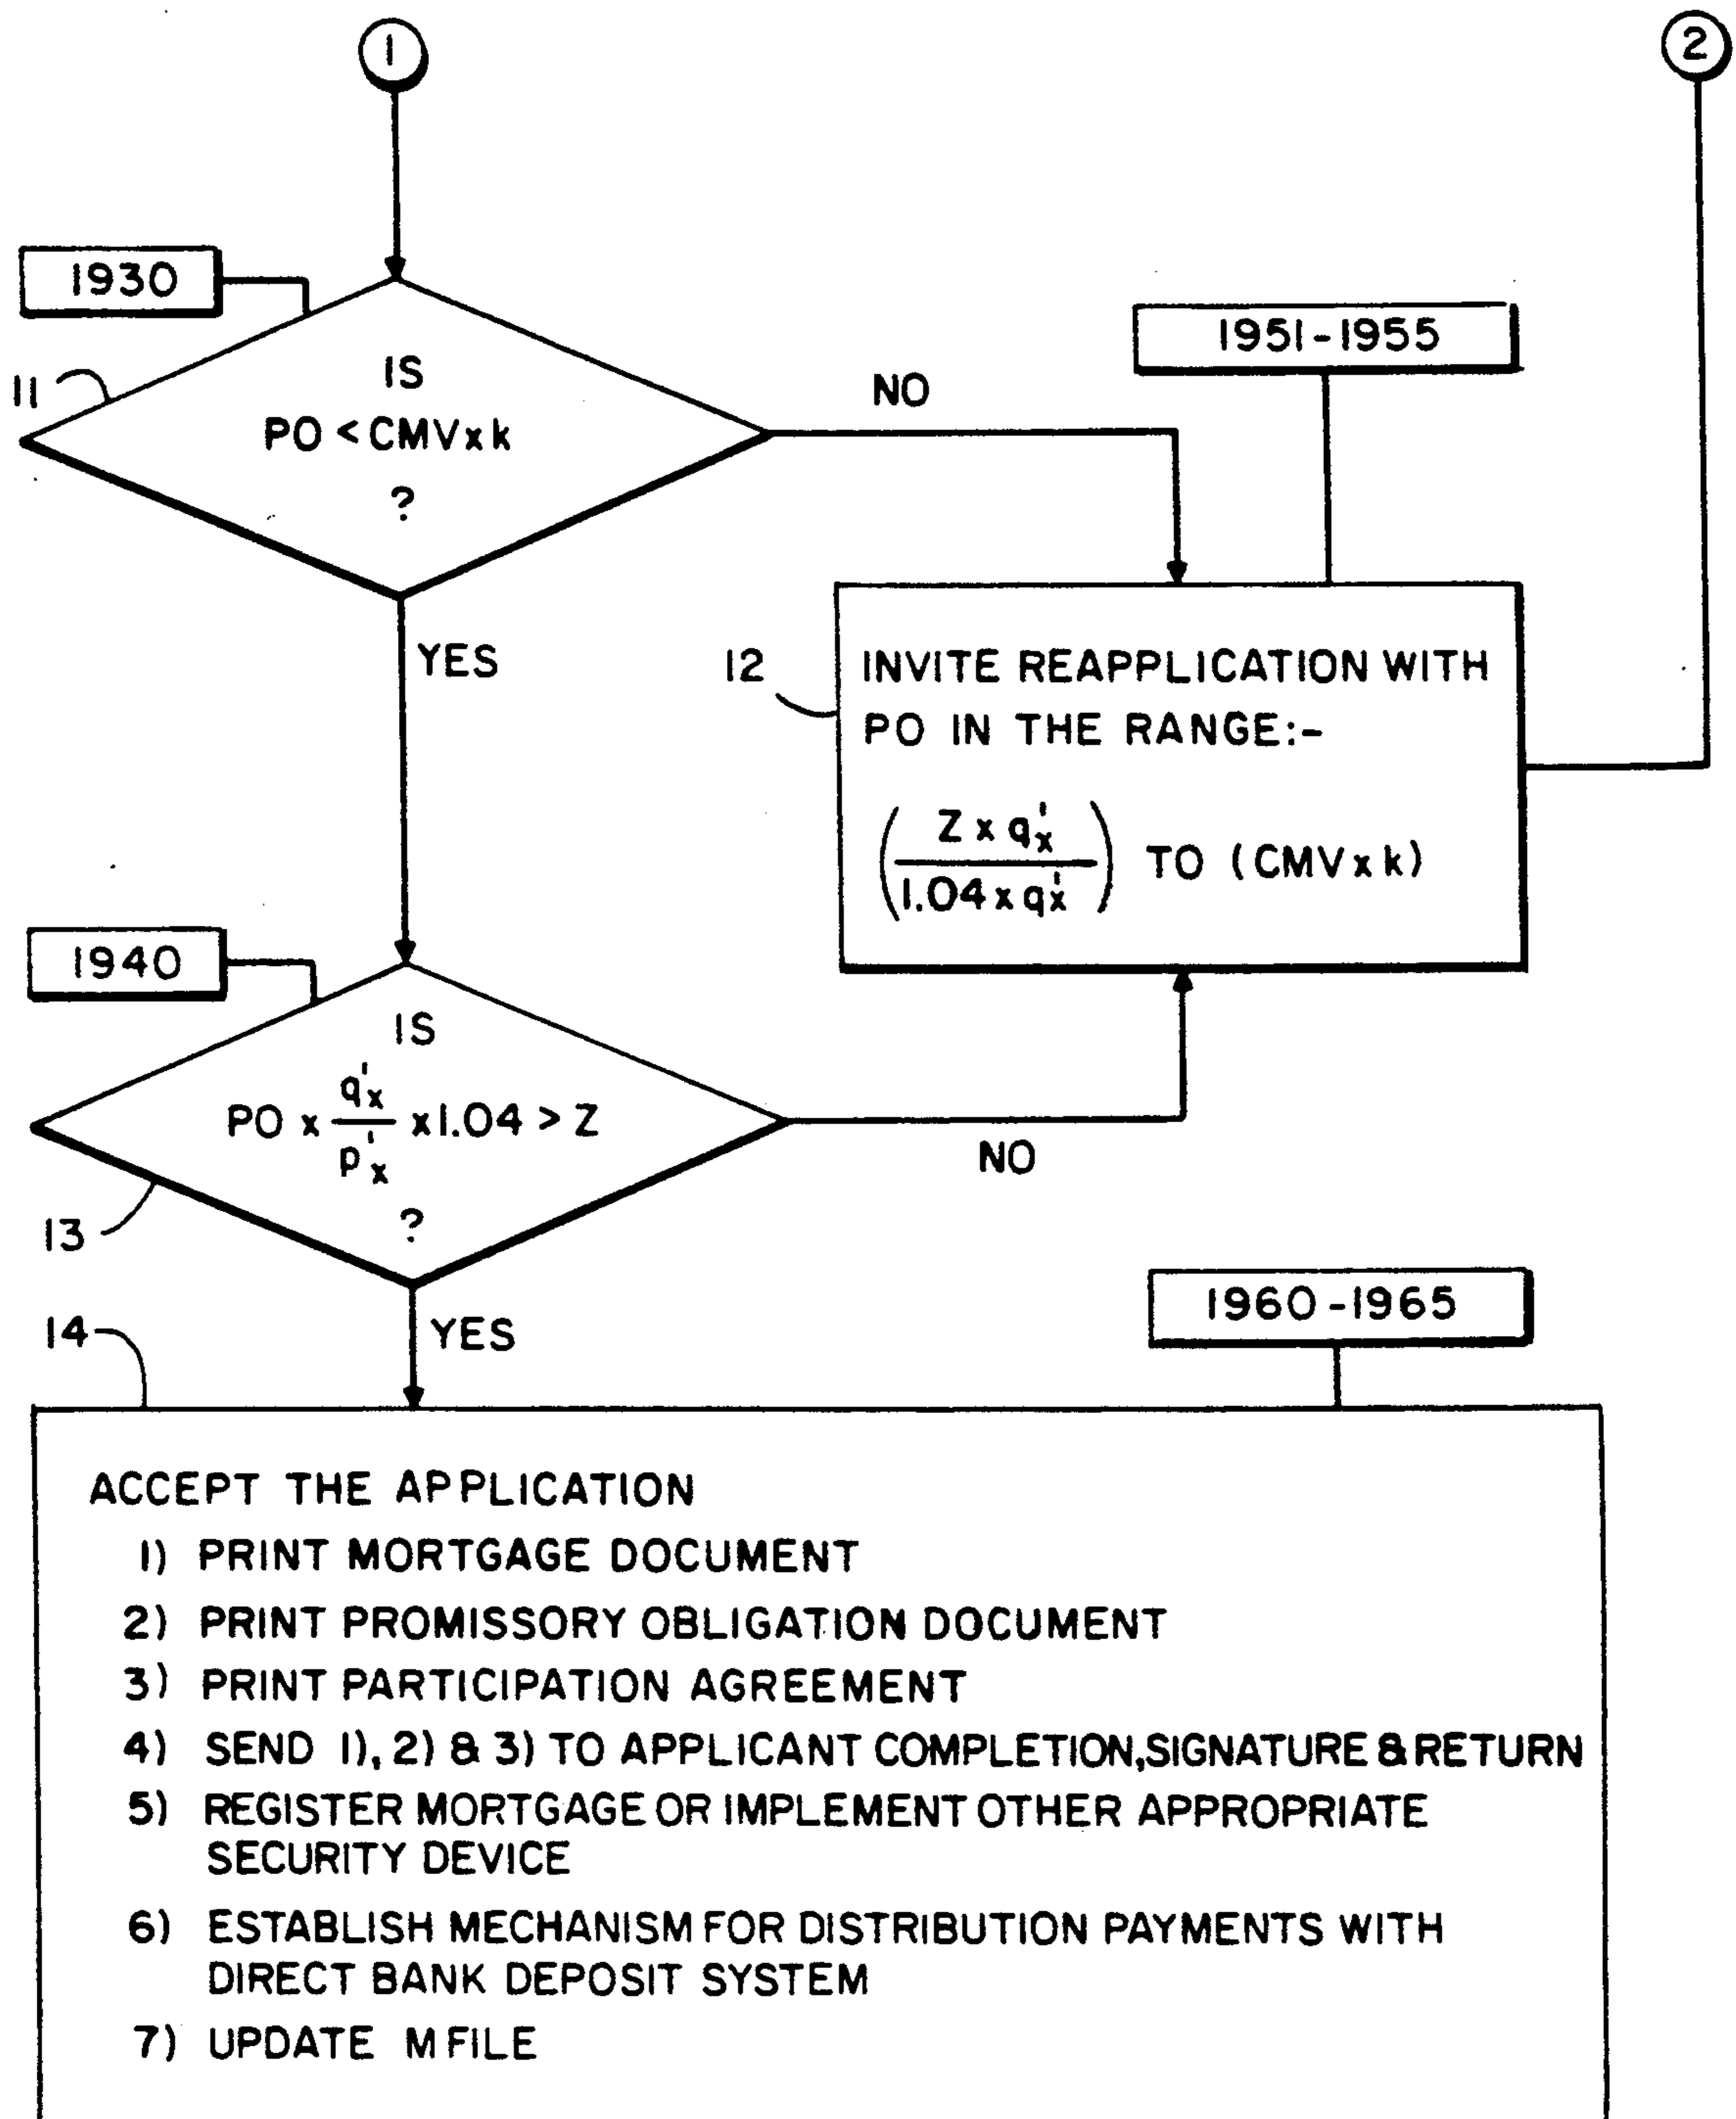 1
2
1930
11
IS
PO < CMV x k
?
NO
1951-1955
YES
12
INVITE REAPPLICATION WITH
PO IN THE RANGE:-
( Z x q'x / 1.04 x q'x ) TO (CMV x k)
1940
IS
PO x q'x / p'x x 1.04 > Z
?
NO
13
YES
14
1960-1965
ACCEPT THE APPLICATION
1) PRINT MORTGAGE DOCUMENT
2) PRINT PROMISSORY OBLIGATION DOCUMENT
3) PRINT PARTICIPATION AGREEMENT
4) SEND 1), 2) & 3) TO APPLICANT COMPLETION, SIGNATURE & RETURN
5) REGISTER MORTGAGE OR IMPLEMENT OTHER APPROPRIATE
SECURITY DEVICE
6) ESTABLISH MECHANISM FOR DISTRIBUTION PAYMENTS WITH
DIRECT BANK DEPOSIT SYSTEM
7) UPDATE M FILE